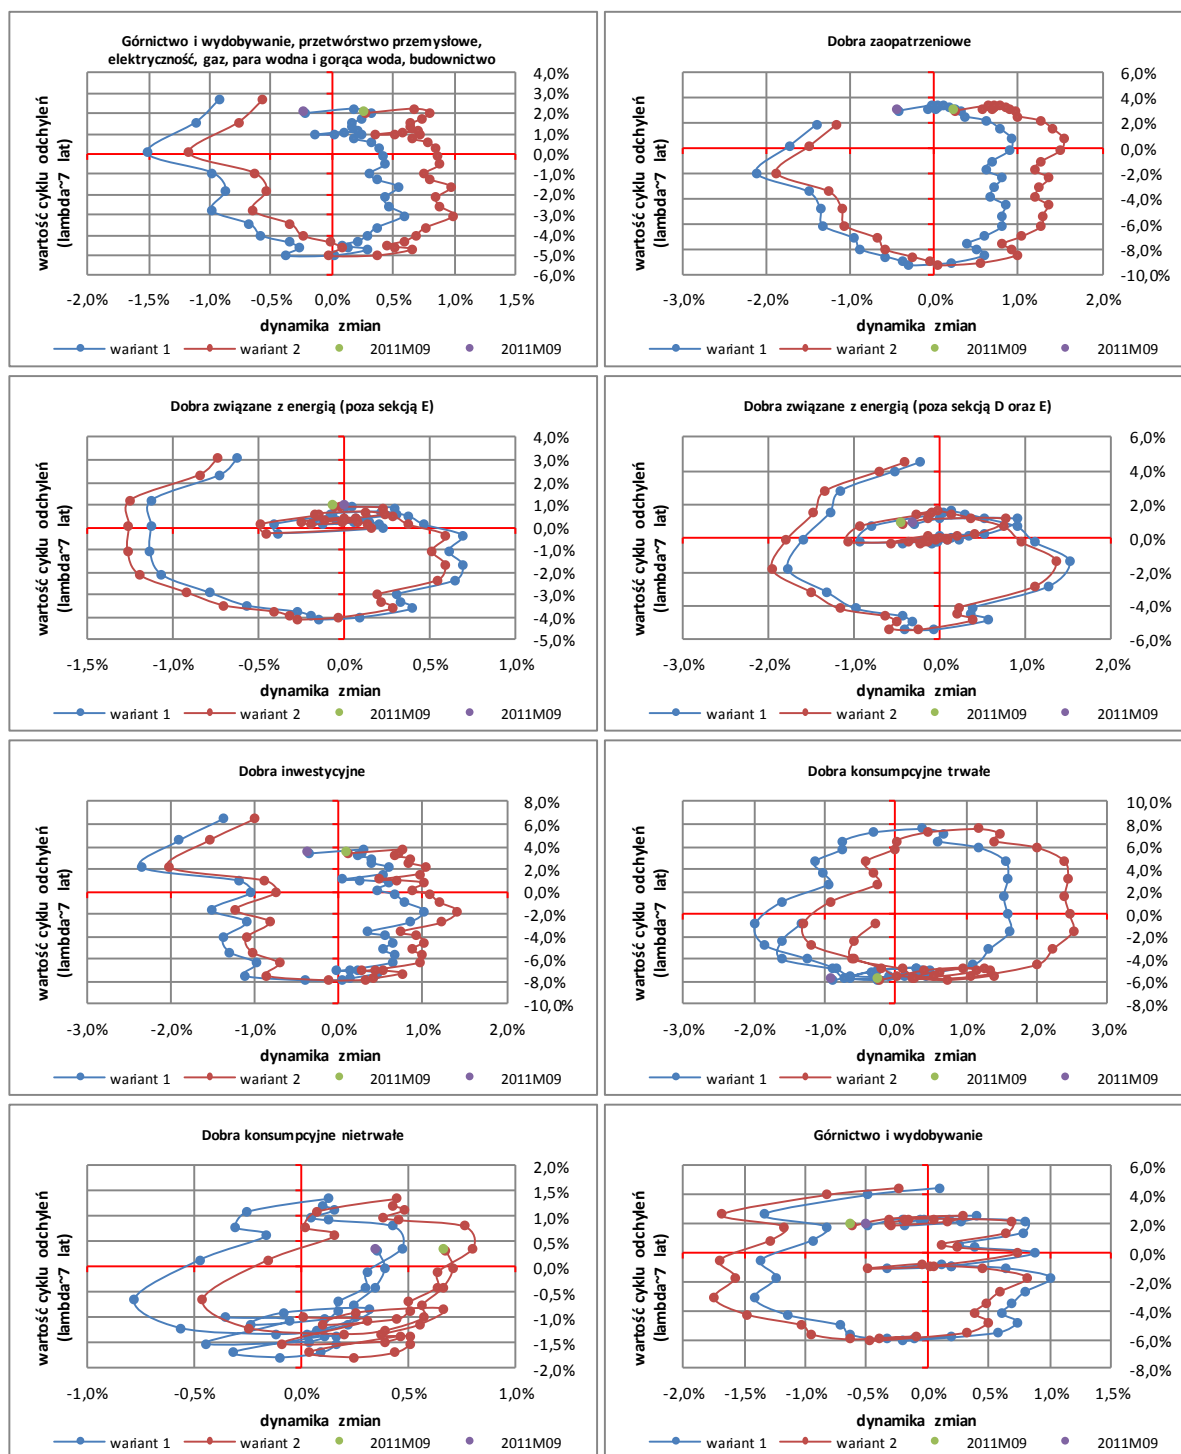 Górnictwo i wydobywanie, przetwórstwo przemysłowe,
elektryczność, gaz, para wodna i gorąca woda, budownictwo
wartość cyklu odchyleń
(lambda~7 lat)
4,0%
3,0%
2,0%
1,0%
0,0%
-1,0%
-2,0%
-3,0%
-4,0%
-5,0%
-6,0%
-2,0% -1,5% -1,0% -0,5% 0,0% 0,5% 1,0% 1,5%
dynamika zmian
wariant 1 wariant 2 2011M09 2011M09
Dobra zaopatrzeniowe
wartość cyklu odchyleń
(lambda~7 lat)
6,0%
4,0%
2,0%
0,0%
-2,0%
-4,0%
-6,0%
-8,0%
-10,0%
-3,0% -2,0% -1,0% 0,0% 1,0% 2,0%
dynamika zmian
wariant 1 wariant 2 2011M09 2011M09
Dobra związane z energią (poza sekcją E)
wartość cyklu odchyleń
(lambda~7 lat)
4,0%
3,0%
2,0%
1,0%
0,0%
-1,0%
-2,0%
-3,0%
-4,0%
-5,0%
-1,5% -1,0% -0,5% 0,0% 0,5% 1,0%
dynamika zmian
wariant 1 wariant 2 2011M09 2011M09
Dobra związane z energią (poza sekcją D oraz E)
wartość cyklu odchyleń
(lambda~7 lat)
6,0%
4,0%
2,0%
0,0%
-2,0%
-4,0%
-6,0%
-3,0% -2,0% -1,0% 0,0% 1,0% 2,0%
dynamika zmian
wariant 1 wariant 2 2011M09 2011M09
Dobra inwestycyjne
wartość cyklu odchyleń
(lambda~7 lat)
8,0%
6,0%
4,0%
2,0%
0,0%
-2,0%
-4,0%
-6,0%
-8,0%
-10,0%
-3,0% -2,0% -1,0% 0,0% 1,0% 2,0%
dynamika zmian
wariant 1 wariant 2 2011M09 2011M09
Dobra konsumpcyjne trwałe
wartość cyklu odchyleń
(lambda~7 lat)
10,0%
8,0%
6,0%
4,0%
2,0%
0,0%
-2,0%
-4,0%
-6,0%
-8,0%
-3,0% -2,0% -1,0% 0,0% 1,0% 2,0% 3,0%
dynamika zmian
wariant 1 wariant 2 2011M09 2011M09
Dobra konsumpcyjne nietrwałe
wartość cyklu odchyleń
(lambda~7 lat)
2,0%
1,5%
1,0%
0,5%
0,0%
-0,5%
-1,0%
-1,5%
-2,0%
-1,0% -0,5% 0,0% 0,5% 1,0%
dynamika zmian
wariant 1 wariant 2 2011M09 2011M09
Górnictwo i wydobywanie
wartość cyklu odchyleń
(lambda~7 lat)
6,0%
4,0%
2,0%
0,0%
-2,0%
-4,0%
-6,0%
-8,0%
-2,0% -1,5% -1,0% -0,5% 0,0% 0,5% 1,0% 1,5%
dynamika zmian
wariant 1 wariant 2 2011M09 2011M09